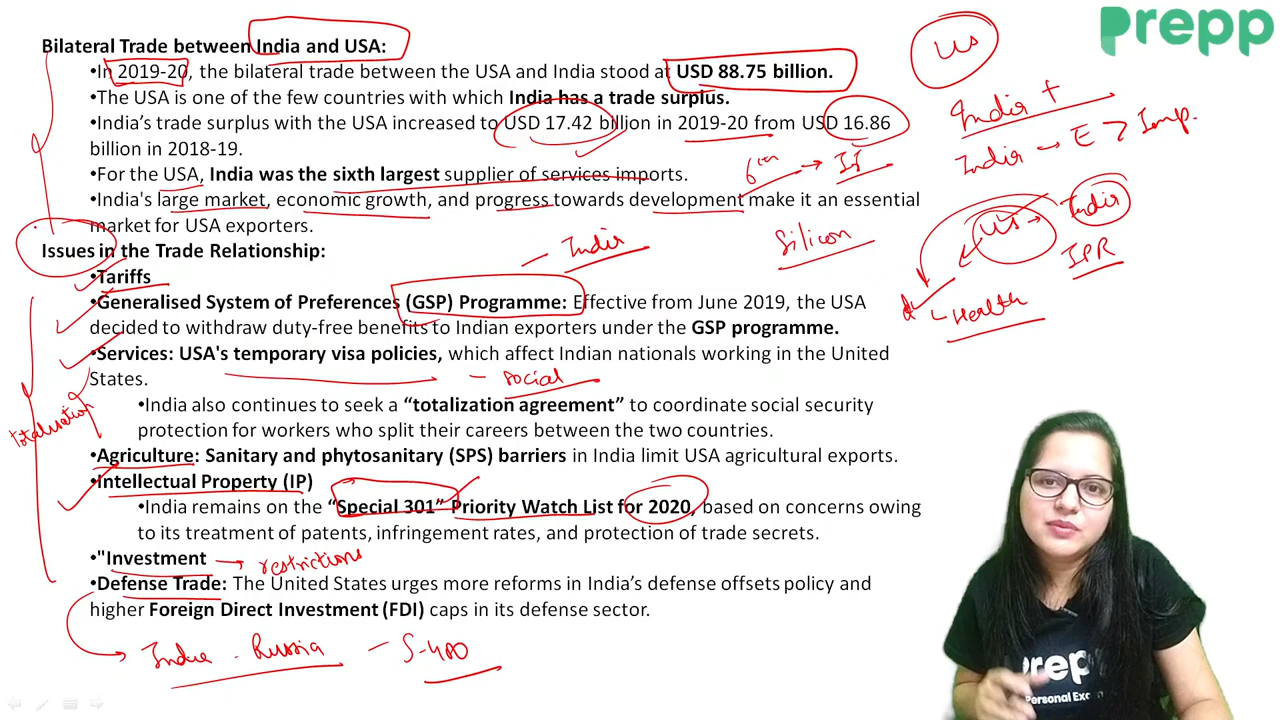 prepp
Bilateral Trade between India and USA:
•In 2019-20, the bilateral trade between the USA and India stood at USD 88.75 billion.
•The USA is one of the few countries with which India has a trade surplus.
•India's trade surplus with the USA increased to USD 17.42 billion in 2019-20 from USD 16.86
billion in 2018-19.
•For the USA, India was the sixth largest supplier of services imports.
•India's large market, economic growth, and progress towards development make it an essential
market for USA exporters.
Issues in the Trade Relationship:
•Tariffs
•Generalised System of Preferences (GSP) Programme: Effective from June 2019, the USA
decided to withdraw duty-free benefits to Indian exporters under the GSP programme.
•Services: USA's temporary visa policies, which affect Indian nationals working in the United
States.
•India also continues to seek a “totalization agreement” to coordinate social security
protection for workers who split their careers between the two countries.
•Agriculture: Sanitary and phytosanitary (SPS) barriers in India limit USA agricultural exports.
•Intellectual Property (IP)
•India remains on the “Special 301” Priority Watch List for 2020, based on concerns owing
to its treatment of patents, infringement rates, and protection of trade secrets.
•"Investment
•Defense Trade: The United States urges more reforms in India's defense offsets policy and
higher Foreign Direct Investment (FDI) caps in its defense sector.
US
India +
India → E > Imp.
6th → IT
US → India
IPR
Health
Silicon
India
social
totalisation
→ restrictions
India - Russia - S-400
prepp
Personal Exa